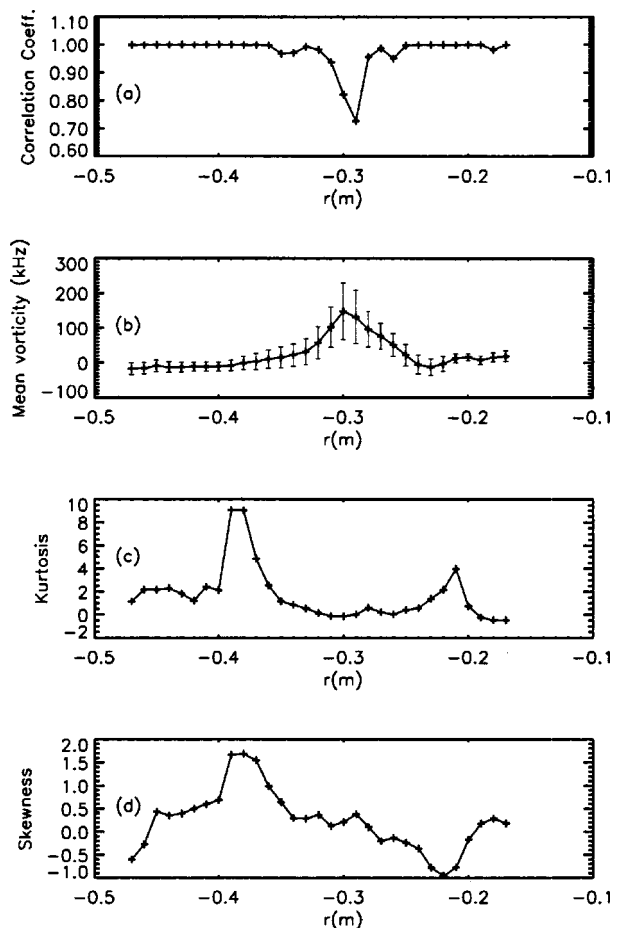 Correlation Coeff.
1.10
1.00
0.90
0.80
0.70
0.60
(a)
-0.5 -0.4 -0.3 -0.2 -0.1
r(m)
Mean vorticity (kHz)
300
200
100
0
-100
(b)
-0.5 -0.4 -0.3 -0.2 -0.1
r(m)
Kurtosis
10
8
6
4
2
0
-2
(c)
-0.5 -0.4 -0.3 -0.2 -0.1
r(m)
Skewness
2.0
1.5
1.0
0.5
0.0
-0.5
-1.0
(d)
-0.5 -0.4 -0.3 -0.2 -0.1
r(m)